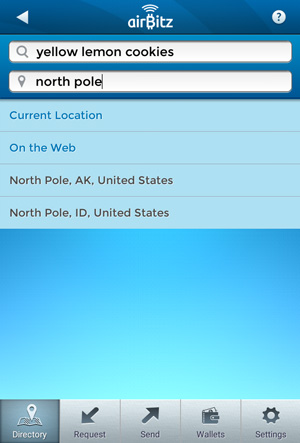 airBitz
?
yellow lemon cookies
north pole
Current Location
On the Web
North Pole, AK, United States
North Pole, ID, United States
Directory
Request
Send
Wallets
Settings